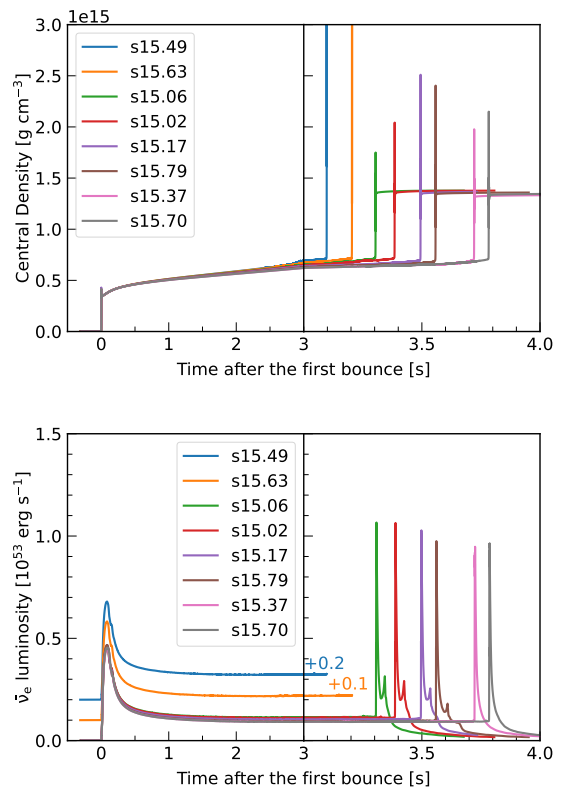 1e15
3.0
2.5
2.0
1.5
1.0
0.5
0.0
Central Density [g cm⁻³]
s15.49
s15.63
s15.06
s15.02
s15.17
s15.79
s15.37
s15.70
0 1 2 3 3.5 4.0
Time after the first bounce [s]
1.5
1.0
0.5
0.0
ν̄ₑ luminosity [10⁵³ erg s⁻¹]
s15.49
s15.63
s15.06
s15.02
s15.17
s15.79
s15.37
s15.70
+0.2
+0.1
0 1 2 3 3.5 4.0
Time after the first bounce [s]